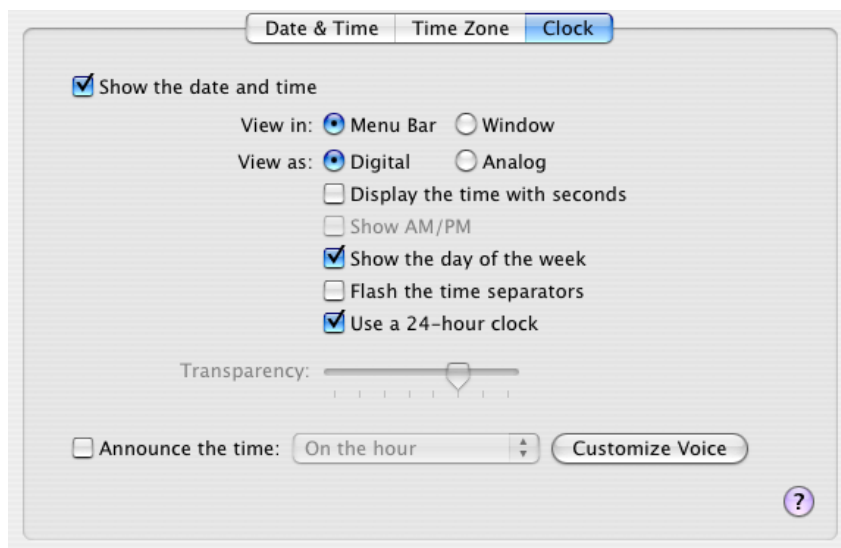 Date & Time Time Zone Clock
Show the date and time
View in: Menu Bar Window
View as: Digital Analog
Display the time with seconds
Show AM/PM
Show the day of the week
Flash the time separators
Use a 24-hour clock
Transparency:
Announce the time: On the hour Customize Voice
?